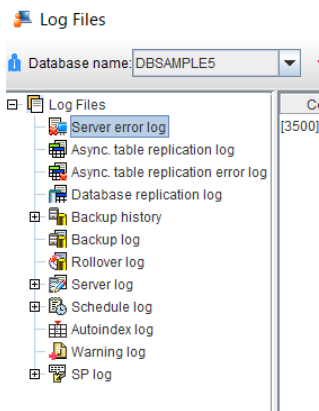 Log Files
Database name: DBSAMPLE5
Log Files
[3500]
Server error log
Async. table replication log
Async. table replication error log
Database replication log
Backup history
Backup log
Rollover log
Server log
Schedule log
Autoindex log
Warning log
SP log